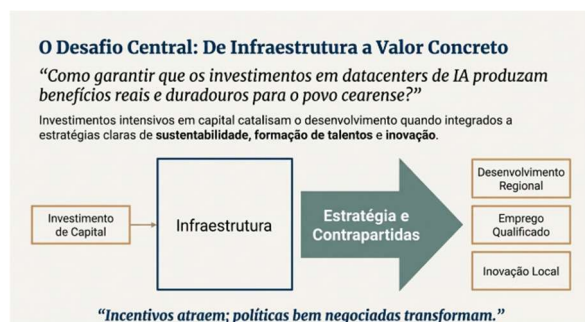 O Desafio Central: De Infraestrutura a Valor Concreto
“Como garantir que os investimentos em datacenters de IA produzam
benefícios reais e duradouros para o povo cearense?”
Investimentos intensivos em capital catalisam o desenvolvimento quando integrados a
estratégias claras de sustentabilidade, formação de talentos e inovação.
Investimento
de Capital
Infraestrutura
Estratégia e
Contrapartidas
Desenvolvimento
Regional
Emprego
Qualificado
Inovação Local
“Incentivos atraem; políticas bem negociadas transformam.”